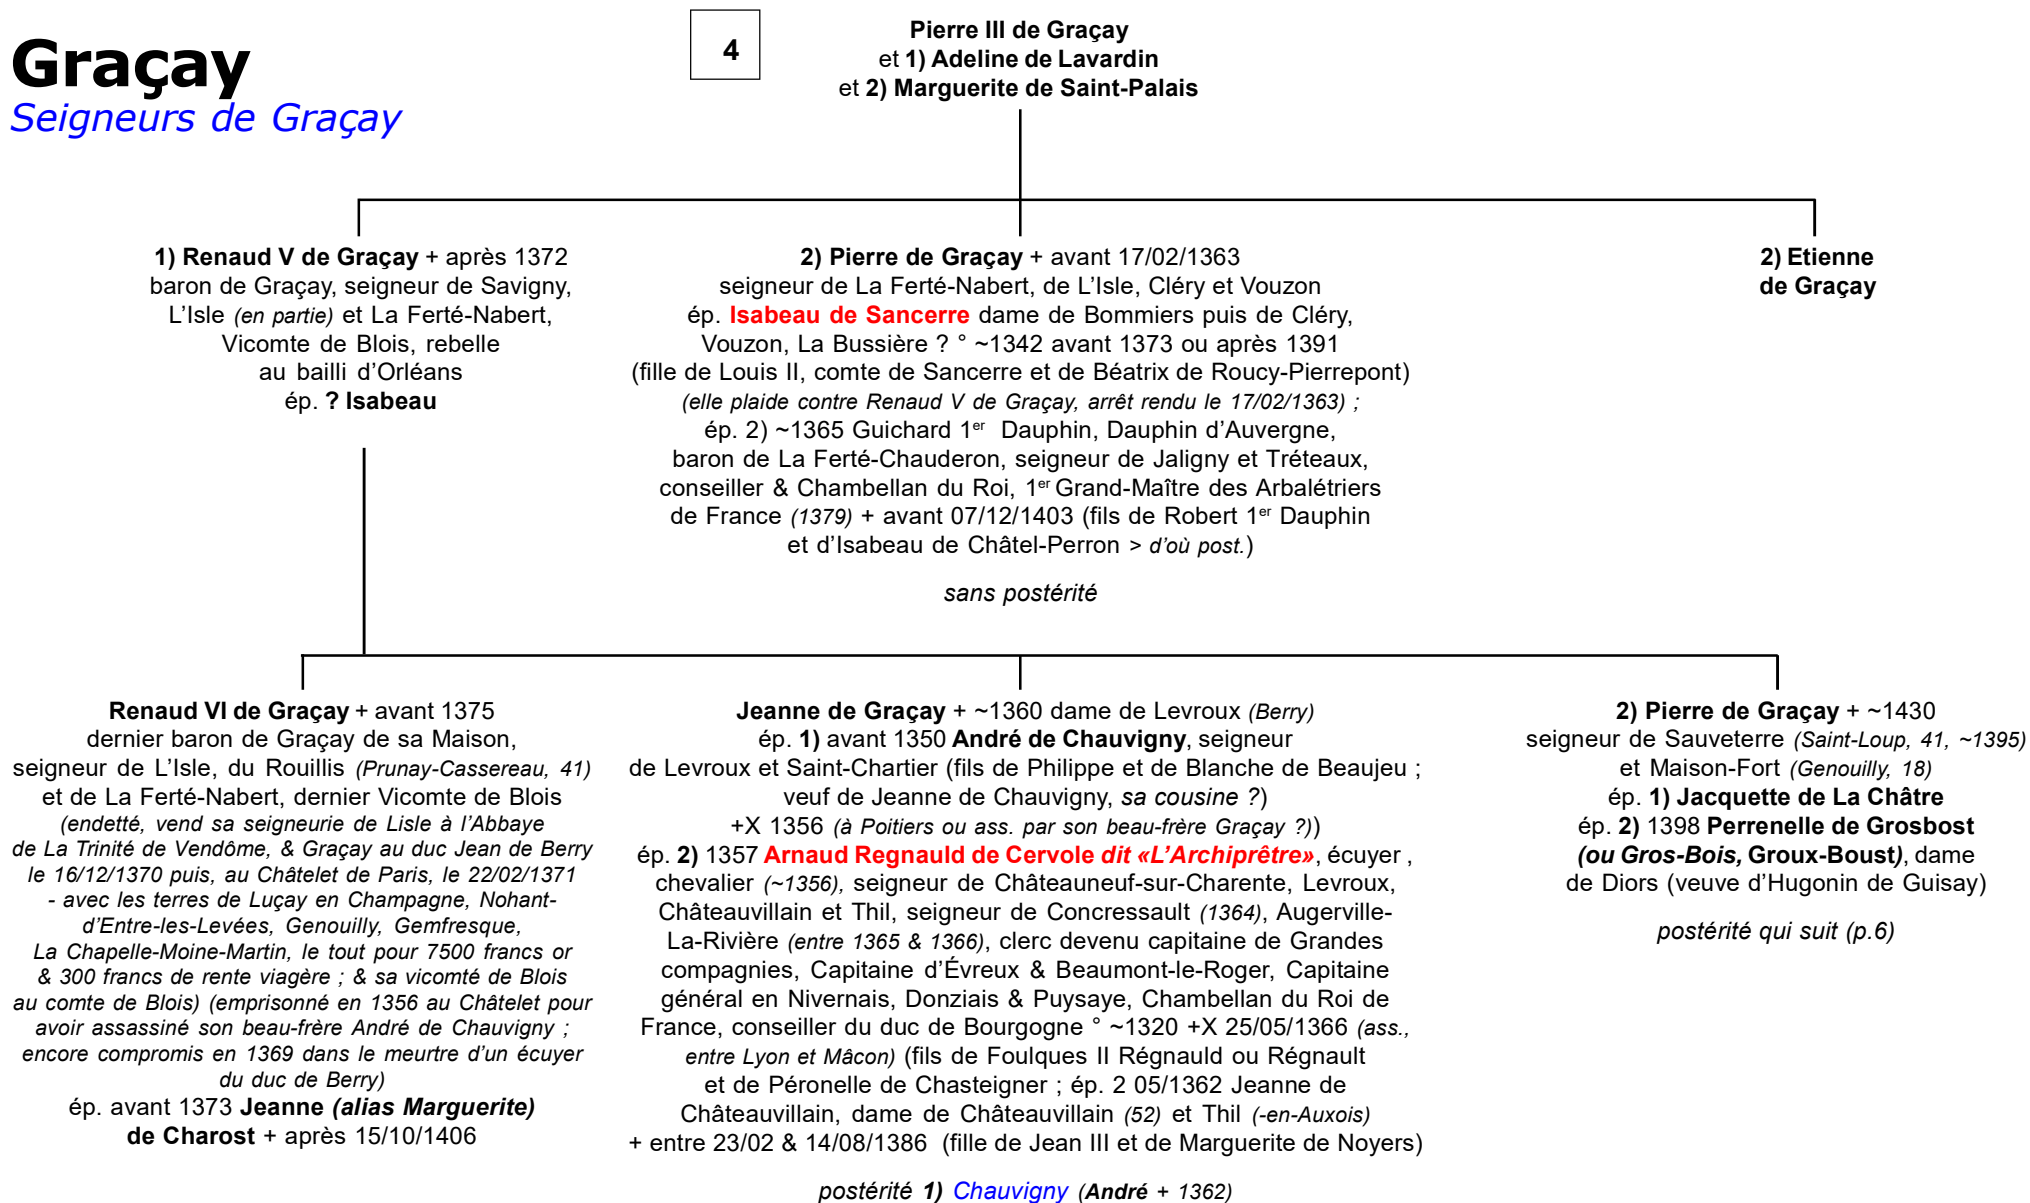 Graçay
Seigneurs de Graçay
4
Pierre III de Graçay
et 1) Adeline de Lavardin
et 2) Marguerite de Saint-Palais
1) Renaud V de Graçay + après 1372
baron de Graçay, seigneur de Savigny,
L’Isle (en partie) et La Ferté-Nabert,
Vicomte de Blois, rebelle
au bailli d’Orléans
ép. ? Isabeau
2) Pierre de Graçay + avant 17/02/1363
seigneur de La Ferté-Nabert, de L’Isle, Cléry et Vouzon
ép. Isabeau de Sancerre dame de Bommiers puis de Cléry,
Vouzon, La Bussière ? ° ~1342 avant 1373 ou après 1391
(fille de Louis II, comte de Sancerre et de Béatrix de Roucy-Pierrepont)
(elle plaide contre Renaud V de Graçay, arrêt rendu le 17/02/1363) ;
ép. 2) ~1365 Guichard 1er Dauphin, Dauphin d’Auvergne,
baron de La Ferté-Chauderon, seigneur de Jaligny et Tréteaux,
conseiller & Chambellan du Roi, 1er Grand-Maître des Arbalétriers
de France (1379) + avant 07/12/1403 (fils de Robert 1er Dauphin
et d’Isabeau de Châtel-Perron > d’où post.)
sans postérité
2) Etienne
de Graçay
Renaud VI de Graçay + avant 1375
dernier baron de Graçay de sa Maison,
seigneur de L’Isle, du Rouillis (Prunay-Cassereau, 41)
et de La Ferté-Nabert, dernier Vicomte de Blois
(endetté, vend sa seigneurie de Lisle à l’Abbaye
de La Trinité de Vendôme, & Graçay au duc Jean de Berry
le 16/12/1370 puis, au Châtelet de Paris, le 22/02/1371
- avec les terres de Luçay en Champagne, Nohant-
d’Entre-les-Levées, Genouilly, Gemfresque,
La Chapelle-Moine-Martin, le tout pour 7500 francs or
& 300 francs de rente viagère ; & sa vicomté de Blois
au comte de Blois) (emprisonné en 1356 au Châtelet pour
avoir assassiné son beau-frère André de Chauvigny ;
encore compromis en 1369 dans le meurtre d’un écuyer
du duc de Berry)
ép. avant 1373 Jeanne (alias Marguerite)
de Charost + après 15/10/1406
Jeanne de Graçay + ~1360 dame de Levroux (Berry)
ép. 1) avant 1350 André de Chauvigny, seigneur
de Levroux et Saint-Chartier (fils de Philippe et de Blanche de Beaujeu ;
veuf de Jeanne de Chauvigny, sa cousine ?)
+X 1356 (à Poitiers ou ass. par son beau-frère Graçay ?))
ép. 2) 1357 Arnaud Regnauld de Cervole dit «L’Archiprêtre», écuyer ,
chevalier (~1356), seigneur de Châteauneuf-sur-Charente, Levroux,
Châteauvillain et Thil, seigneur de Concressault (1364), Augerville-
La-Rivière (entre 1365 & 1366), clerc devenu capitaine de Grandes
compagnies, Capitaine d’Évreux & Beaumont-le-Roger, Capitaine
général en Nivernais, Donziais & Puysaye, Chambellan du Roi de
France, conseiller du duc de Bourgogne ° ~1320 +X 25/05/1366 (ass.,
entre Lyon et Mâcon) (fils de Foulques II Régnauld ou Régnault
et de Péronelle de Chasteigner ; ép. 2 05/1362 Jeanne de
Châteauvillain, dame de Châteauvillain (52) et Thil (-en-Auxois)
+ entre 23/02 & 14/08/1386 (fille de Jean III et de Marguerite de Noyers)
postérité 1) Chauvigny (André + 1362)
2) Pierre de Graçay + ~1430
seigneur de Sauveterre (Saint-Loup, 41, ~1395)
et Maison-Fort (Genouilly, 18)
ép. 1) Jacquette de La Châtre
ép. 2) 1398 Perrenelle de Grosbost
(ou Gros-Bois, Groux-Boust), dame
de Diors (veuve d’Hugonin de Guisay)
postérité qui suit (p.6)